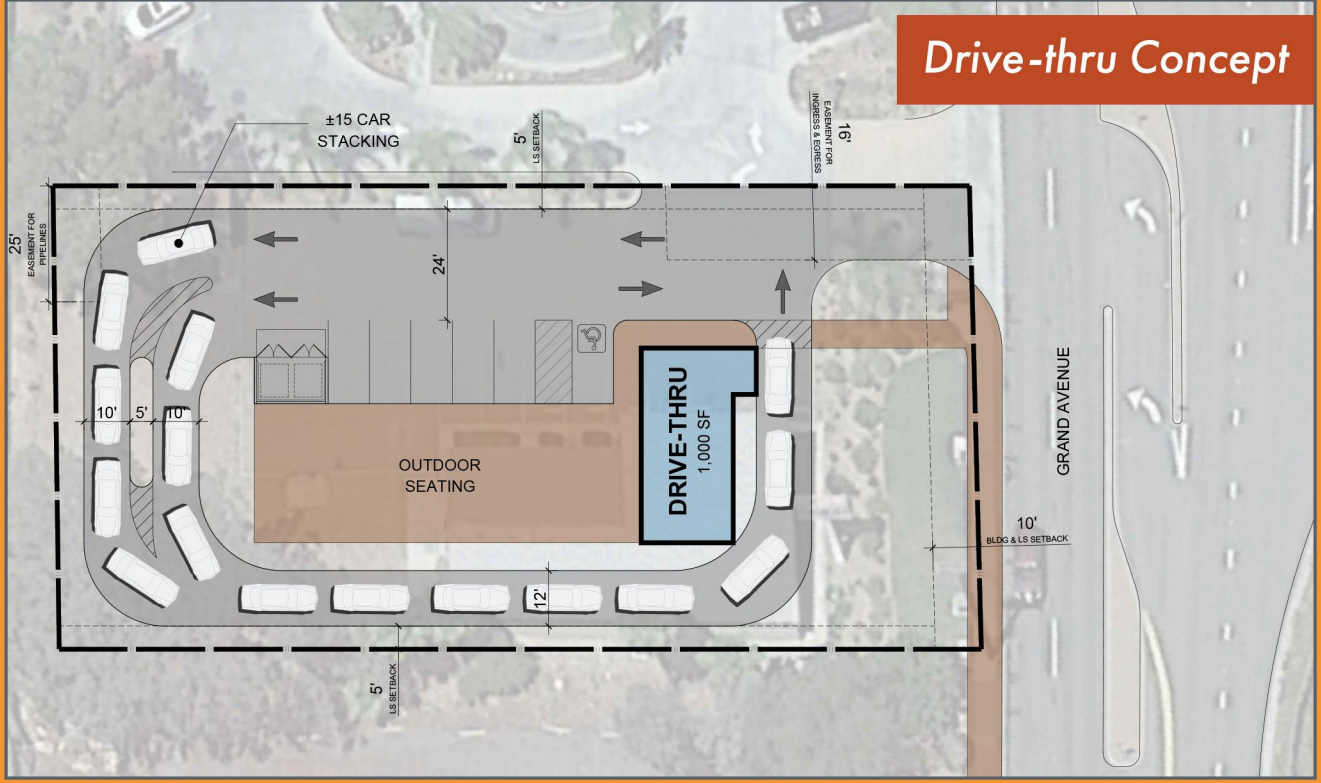 Drive-thru Concept
±15 CAR
STACKING
5'
LS SETBACK
16'
EASEMENT FOR
INGRESS & EGRESS
25'
EASEMENT FOR
PIPELINES
24'
10'
5'
10'
OUTDOOR
SEATING
DRIVE-THRU
1,000 SF
GRAND AVENUE
10'
BLDG & LS SETBACK
12'
5'
LS SETBACK